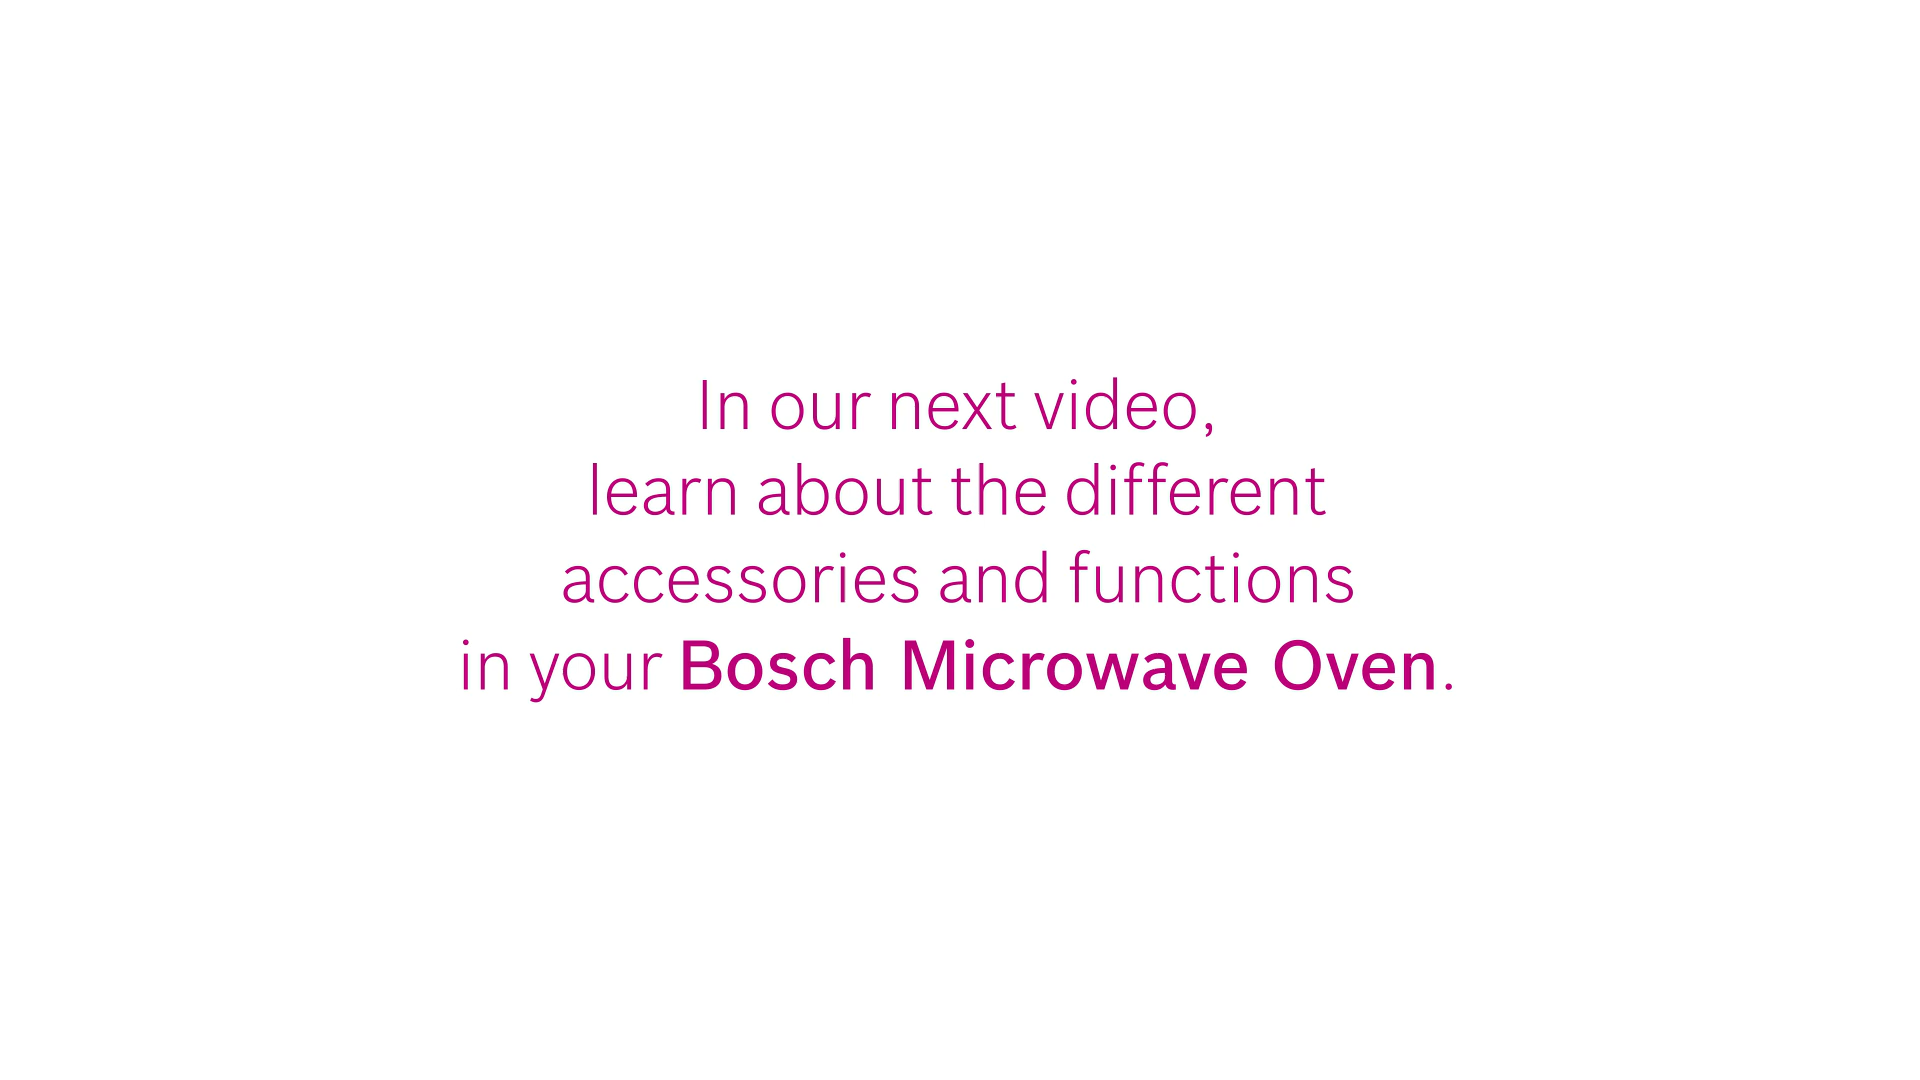 In our next video,
learn about the different
accessories and functions
in your Bosch Microwave Oven.